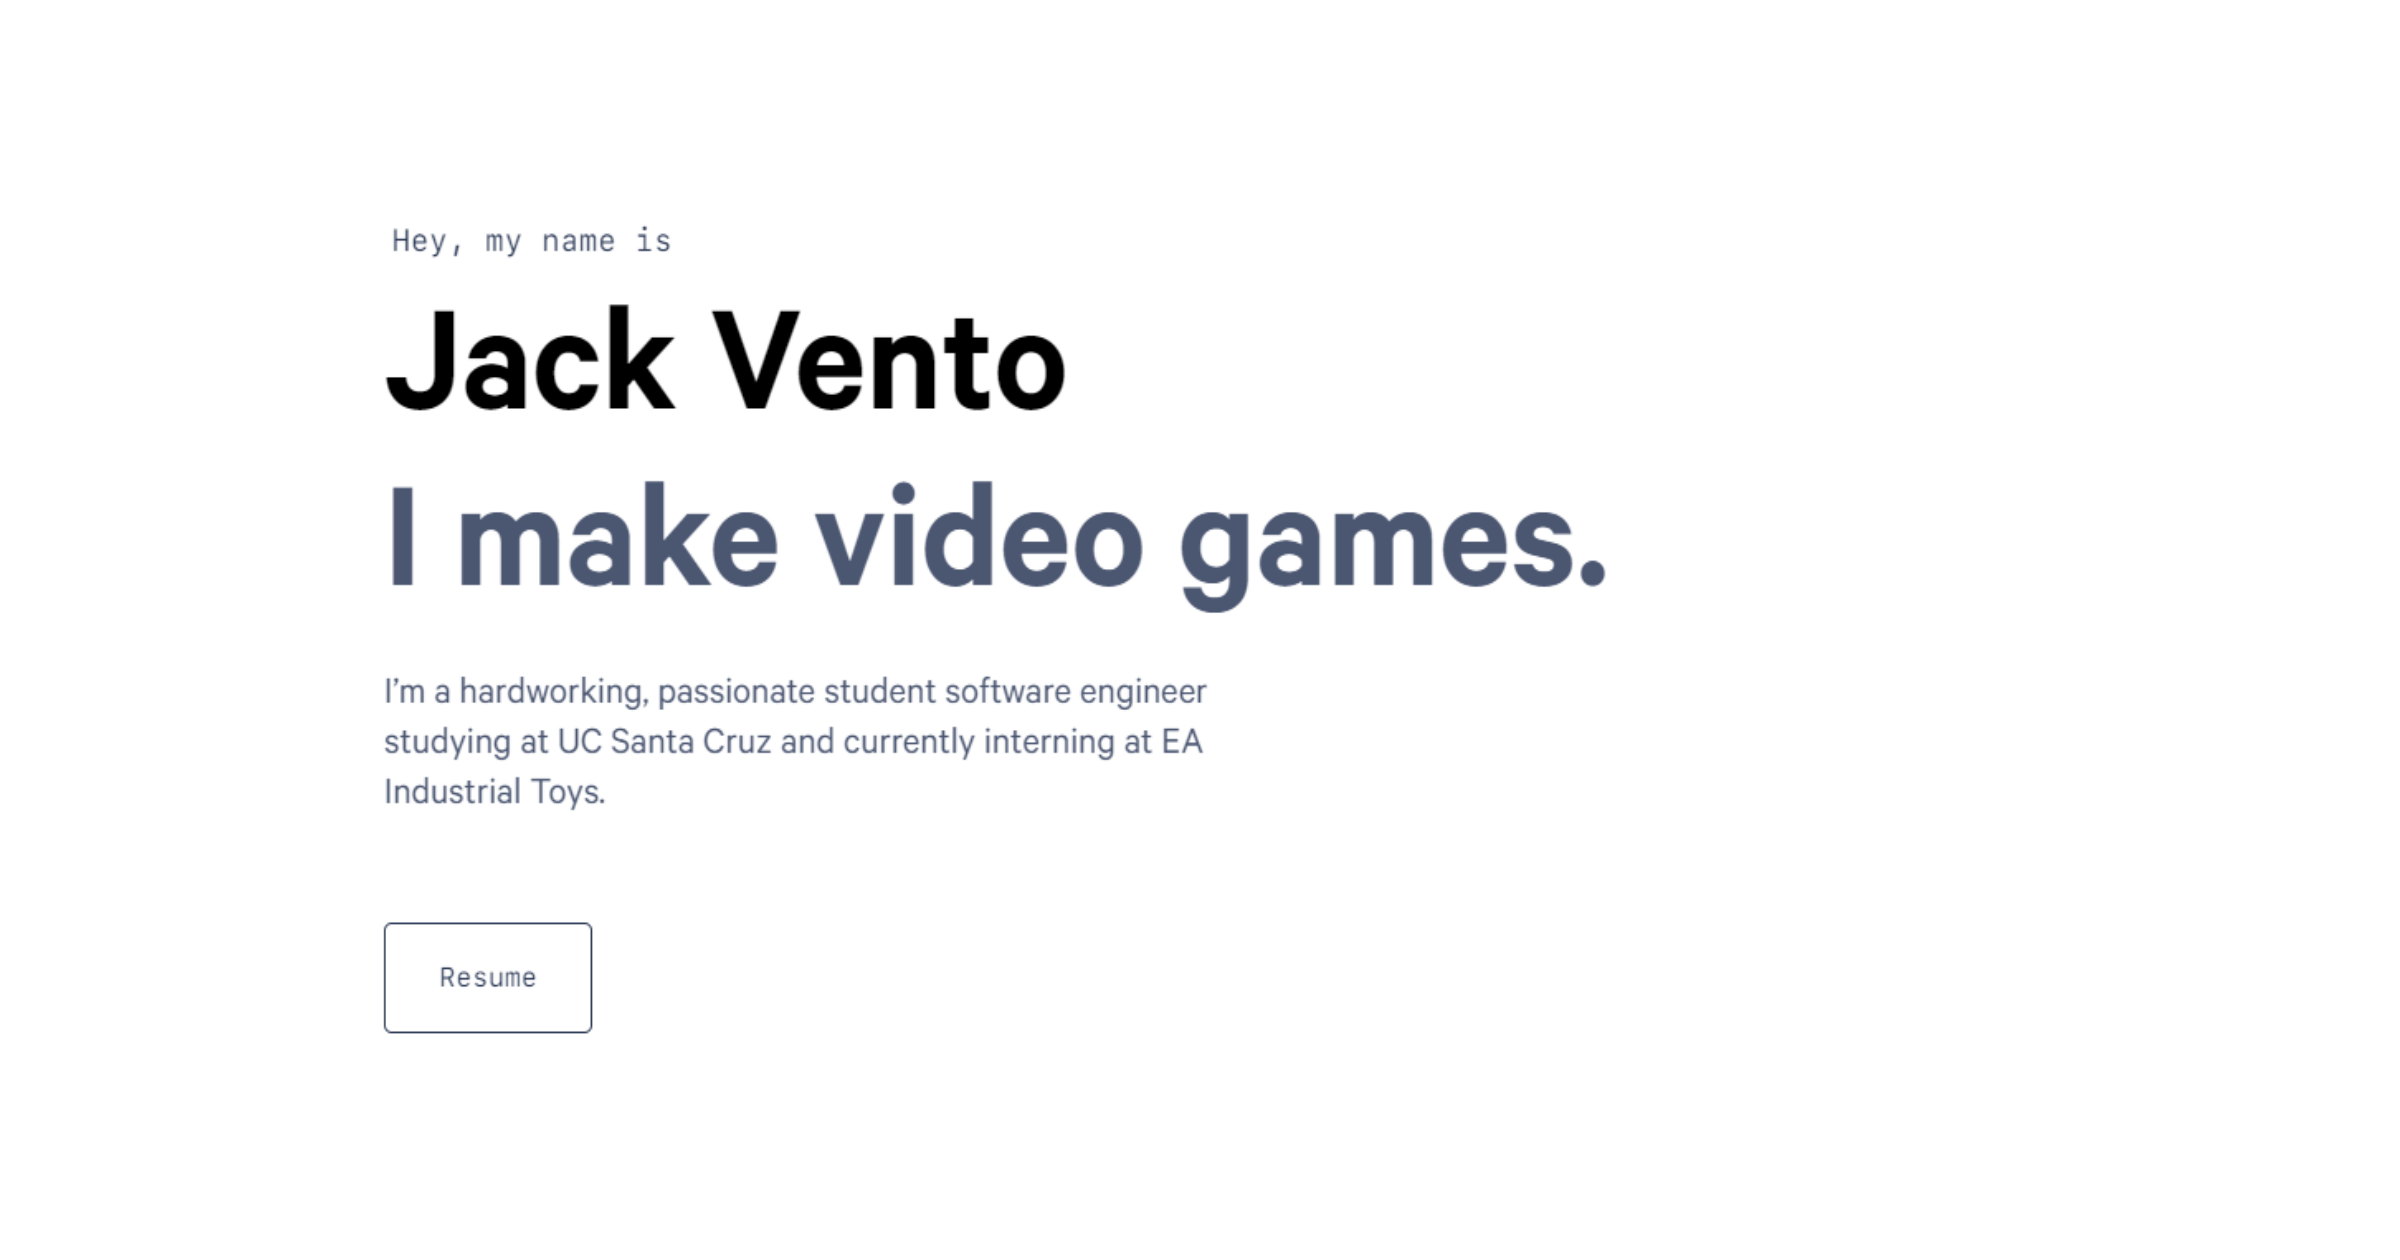 Hey, my name is
Jack Vento
I make video games.
I’m a hardworking, passionate student software engineer
studying at UC Santa Cruz and currently interning at EA
Industrial Toys.
Resume